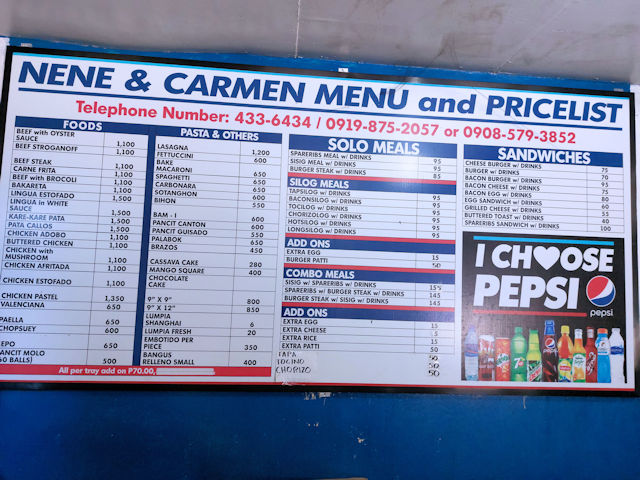 NENE & CARMEN MENU and PRICELIST
Telephone Number: 433-6434 / 0919-875-2057 or 0908-579-3852
FOODS
BEEF with OYSTER
SAUCE 1,100
BEEF STROGANOFF 1,100
BEEF STEAK 1,100
CARNE FRITA 1,100
BEEF with BROCOLI 1,100
BAKARETA 1,100
LINGUA ESTOFADO 1,500
LINGUA in WHITE
SAUCE 1,500
KARE-KARE PATA 1,500
PATA CALLOS 1,500
CHICKEN ADOBO 1,100
BUTTERED CHICKEN 1,100
CHICKEN with
MUSHROOM 1,100
CHICKEN AFRITADA 1,100
CHICKEN ESTOFADO 1,100
CHICKEN PASTEL 1,350
VALENCIANA 650
PAELLA 650
CHOPSUEY 600
650
MOLO
BALLS) 500
All per tray add on P70.00,
PASTA & OTHERS
LASAGNA 1,200
FETTUCCINI 600
BAKE
MACARONI 650
SPAGHETTI 650
CARBONARA 650
SOTANGHON 600
BIHON 550
BAM - I 600
PANCIT CANTON 600
PANCIT GUISADO 550
PALABOK 650
BRAZOS 450
CASSAVA CAKE 280
MANGO SQUARE 400
CHOCOLATE
CAKE
9" X 9" 800
9" X 12" 850
LUMPIA
SHANGHAI 6
LUMPIA FRESH 20
EMBOTIDO PER
PIECE 350
BANGUS
RELLENO SMALL 400
SOLO MEALS
SPARERIBS MEAL w/ DRINKS 95
SISIG MEAL w/ DRINKS 95
BURGER STEAK w/ DRINKS 85
SILOG MEALS
TAPSILOG w/ DRINKS 95
BACONSILOG w/ DRINKS 95
TOCILOG w/ DRINKS 95
CHORIZOLOG w/ DRINKS 95
HOTSILOG w/ DRINKS 95
LONGSILOG w/ DRINKS 95
ADD ONS
EXTRA EGG 15
BURGER PATTI 50
COMBO MEALS
SISIG w/ SPARERIBS w/ DRINKS
SPARERIBS w/ BURGER STEAK w/ DRINKS 145
BURGER STEAK w/ SISIG w/ DRINKS 145
ADD ONS
EXTRA EGG 15
EXTRA CHEESE 5
EXTRA RICE 15
EXTRA PATTI 50
TAPA 50
TOCINO 50
CHORIZO 50
SANDWICHES
CHEESE BURGER w/ DRINKS 75
BURGER w/ DRINKS 70
BACON BURGER w/ DRINKS 95
BACON CHEESE w/ DRINKS 95
EGG BURGER w/ DRINKS 80
EGG SANDWICH w/ DRINKS 60
GRILLED CHEESE w/ DRINKS 55
BUTTERED TOAST w/ DRINKS 40
SPARERIBS SANDWICH w/ DRINKS 100
I CH SE
PEPSI
pepsi